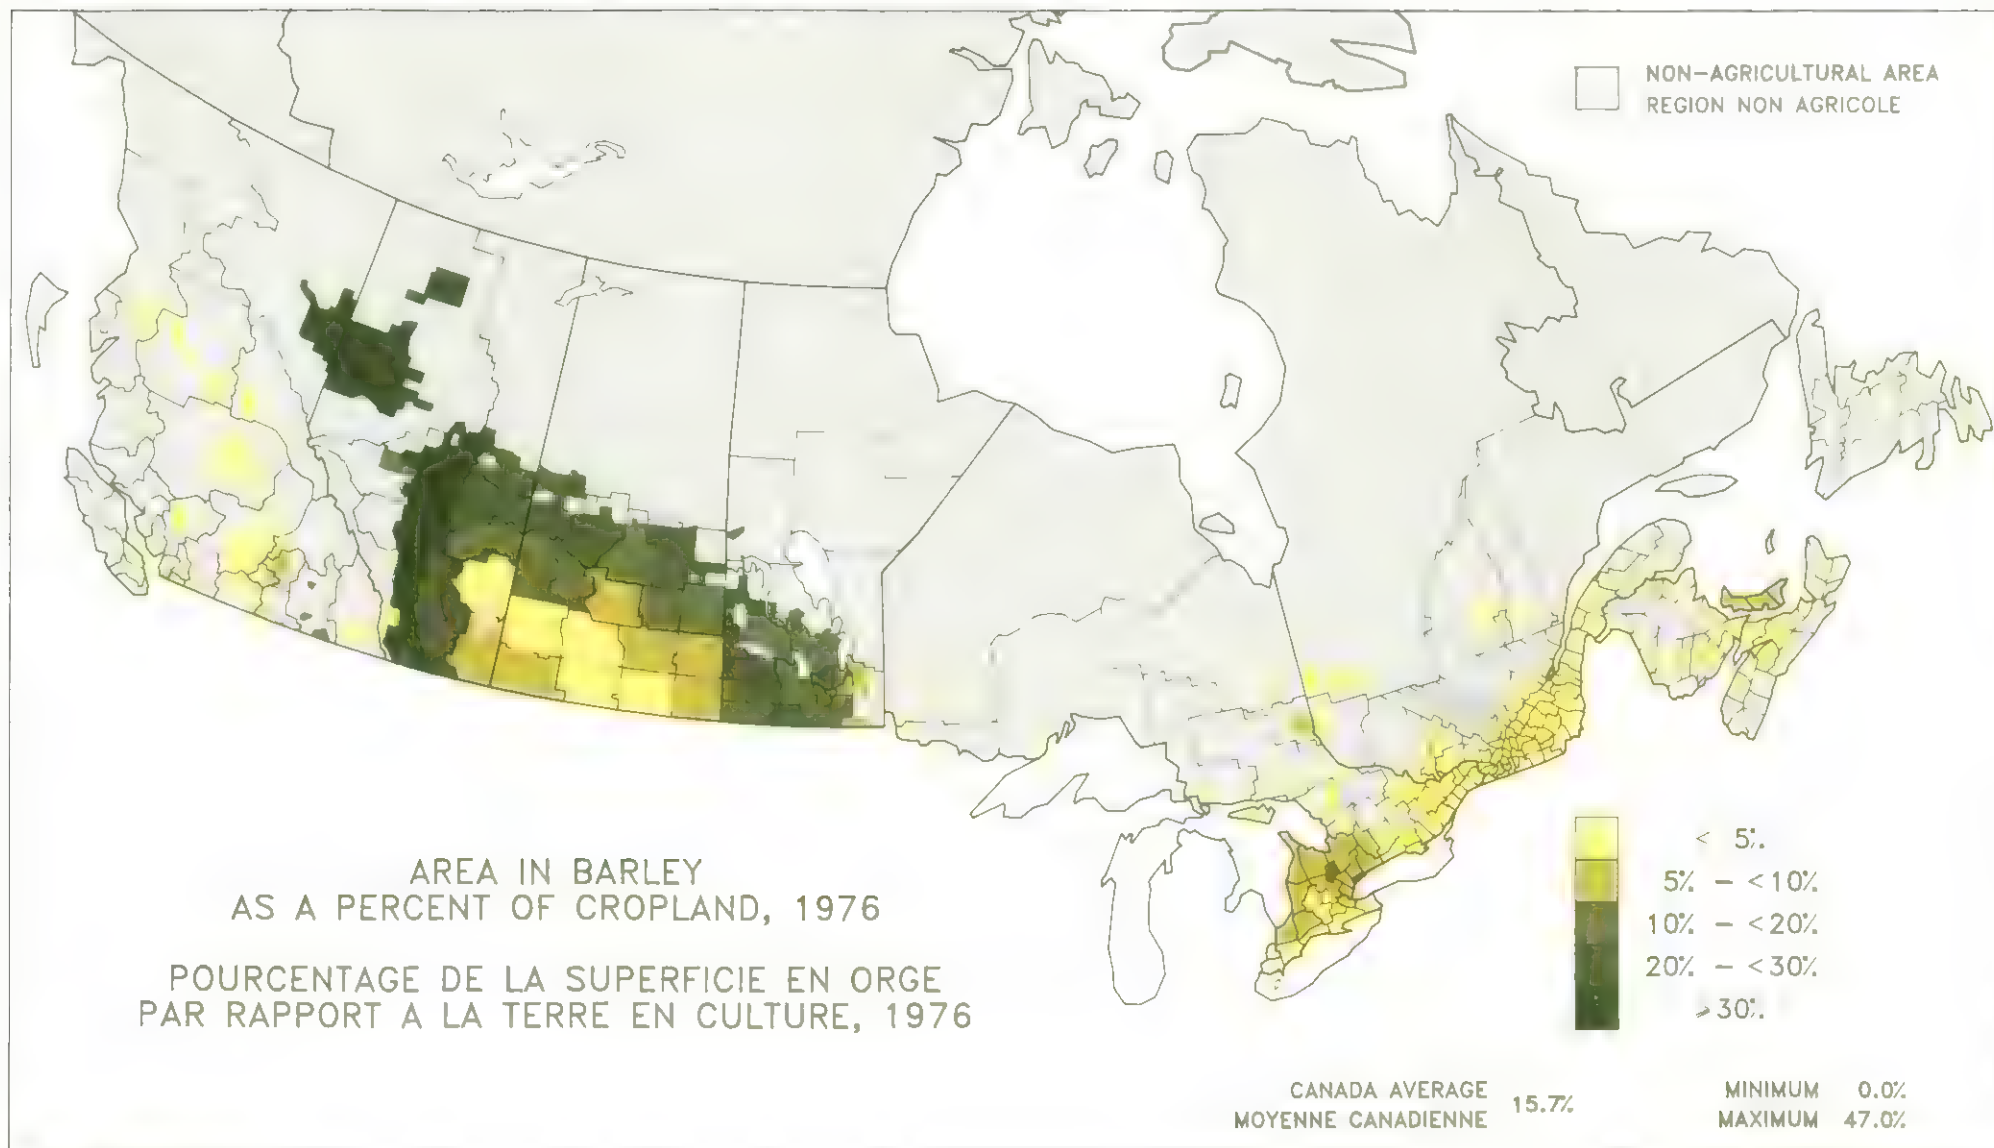 NON-AGRICULTURAL AREA
REGION NON AGRICOLE
AREA IN BARLEY
AS A PERCENT OF CROPLAND, 1976
POURCENTAGE DE LA SUPERFICIE EN ORGE
PAR RAPPORT A LA TERRE EN CULTURE, 1976
< 5%
5% - <10%
10% - <20%
20% - <30%
⩾30%
CANADA AVERAGE
MOYENNE CANADIENNE
15.7%
MINIMUM 0.0%
MAXIMUM 47.0%